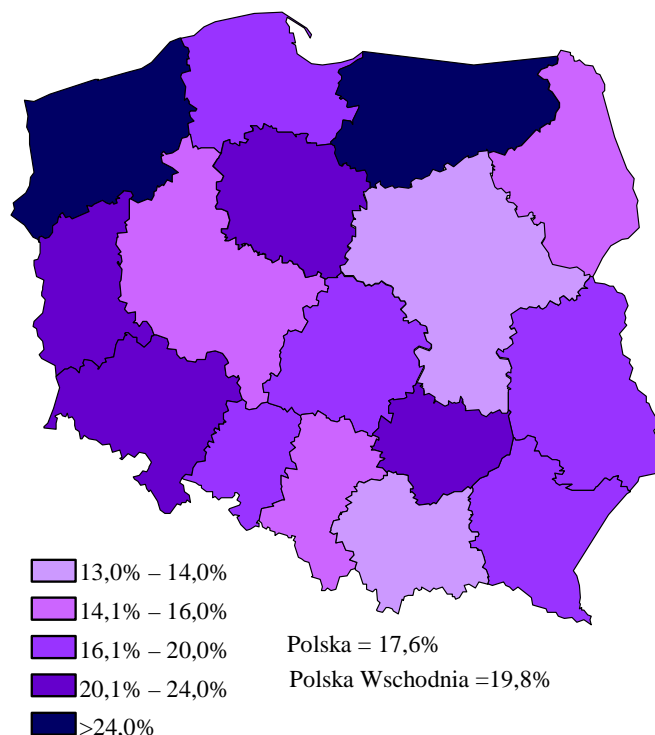 13,0% – 14,0%
14,1% – 16,0%
16,1% – 20,0%
20,1% – 24,0%
>24,0%
Polska = 17,6%
Polska Wschodnia =19,8%